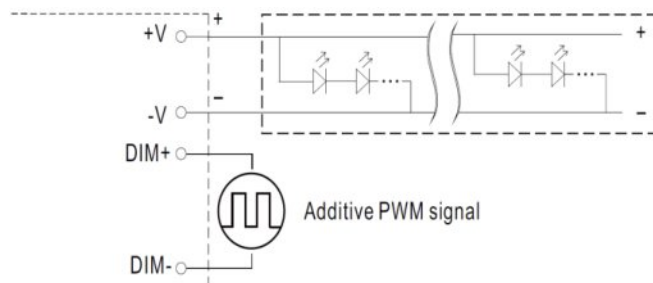 +V
+
+
-V
−
−
DIM+
Additive PWM signal
DIM-